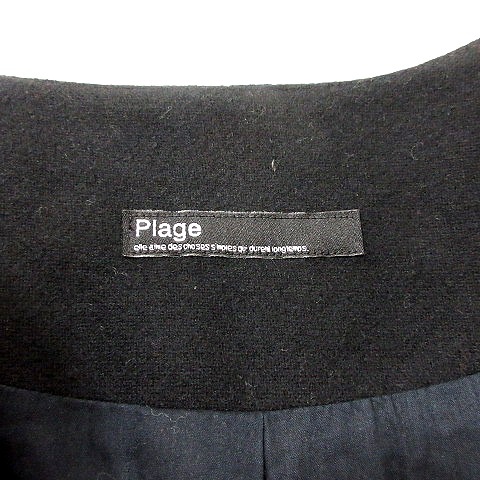 Plage
elle aime des choses simples qui durent longtemps.